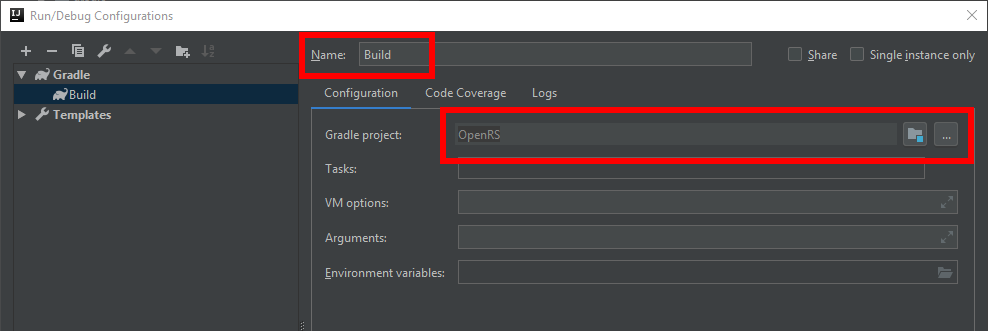 IJ Run/Debug Configurations
Name: Build Share Single instance only
Gradle
Build
Templates
Configuration Code Coverage Logs
Gradle project: OpenRS ...
Tasks:
VM options:
Arguments:
Environment variables: